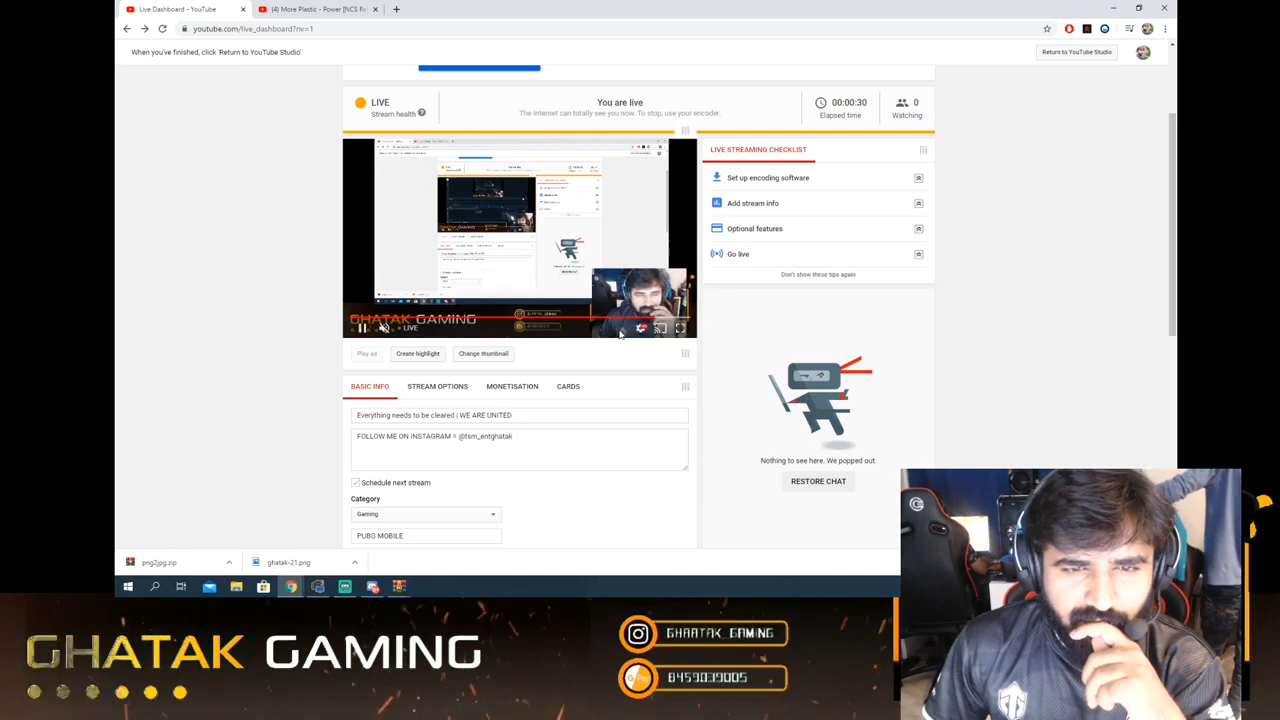 Live Dashboard - YouTube
(4) More Plastic - Power [NCS Re
youtube.com/live_dashboard?nv=1
When you've finished, click 'Return to YouTube Studio'
Return to YouTube Studio
LIVE
Stream health
You are live
The Internet can totally see you now. To stop, use your encoder.
00:00:30
Elapsed time
0
Watching
LIVE STREAMING CHECKLIST
Set up encoding software
Add stream info
Optional features
Go live
Don't show these tips again
GHATAK GAMING
LIVE
Play ad
Create highlight
Change thumbnail
BASIC INFO
STREAM OPTIONS
MONETISATION
CARDS
Everything needs to be cleared | WE ARE UNITED
FOLLOW ME ON INSTAGRAM = @tsm_entghatak
Schedule next stream
Category
Gaming
PUBG MOBILE
Nothing to see here. We popped out.
RESTORE CHAT
png2jpg.zip
ghatak-21.png
GHATAK GAMING
GHAATAK_GAMING
8459039005